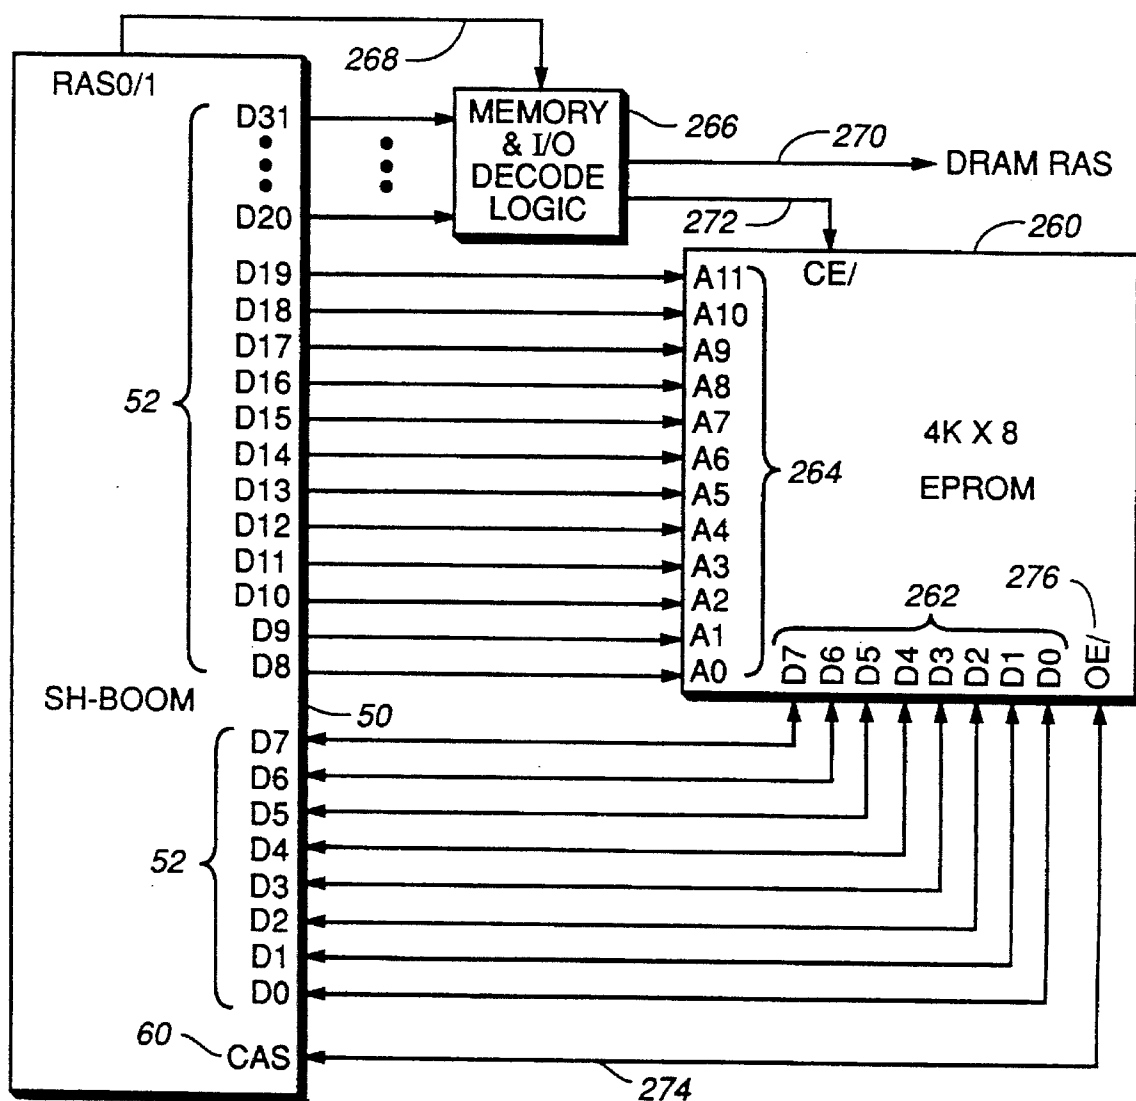 268
RAS0/1
D31
D20
MEMORY
& I/O
DECODE
LOGIC
266
270
DRAM RAS
272
260
CE/
D19
D18
D17
D16
D15
D14
D13
D12
D11
D10
D9
D8
52
A11
A10
A9
A8
A7
A6
A5
A4
A3
A2
A1
A0
264
4K X 8
EPROM
262
276
D7
D6
D5
D4
D3
D2
D1
D0
OE/
SH-BOOM
50
D7
D6
D5
D4
D3
D2
D1
D0
52
60
CAS
274